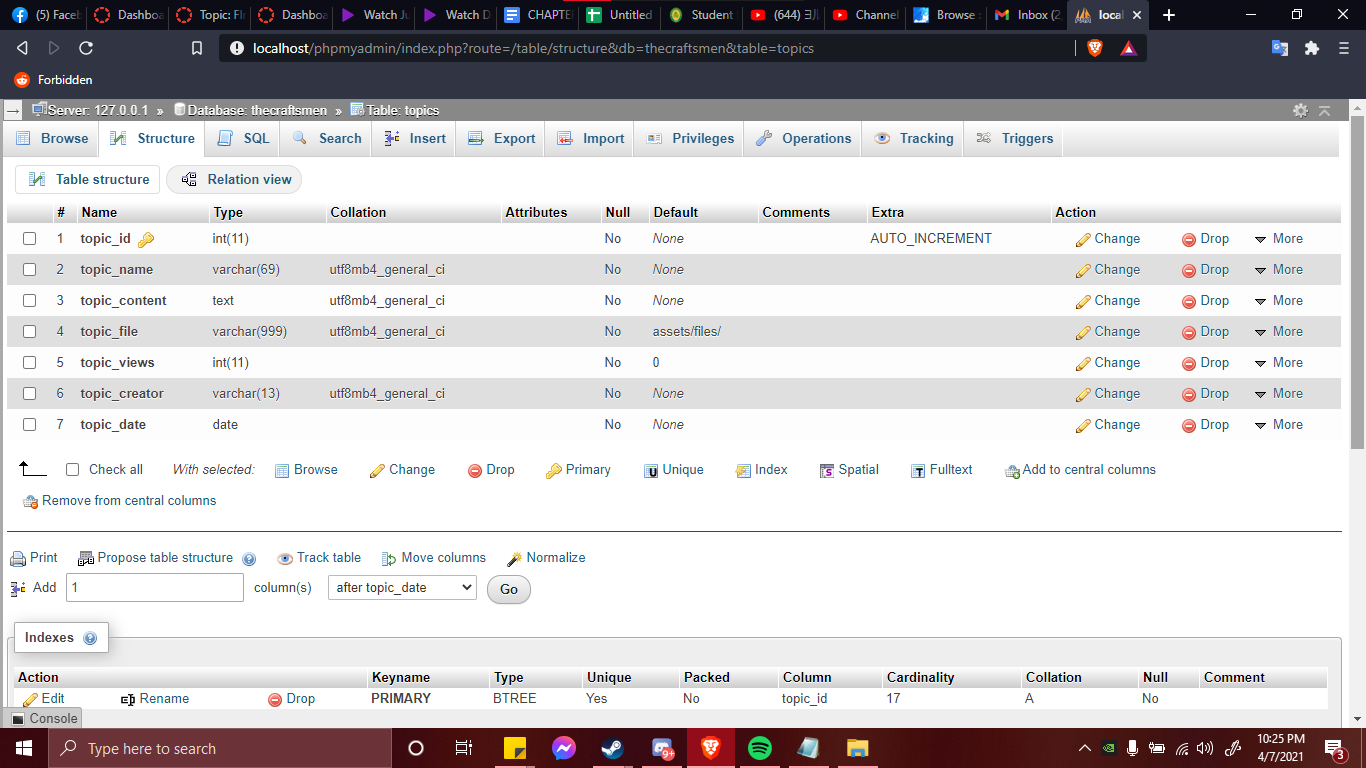 (5) Faceb Dashboa Topic: FIr Dashboa Watch Ju Watch D CHAPTE Untitled Student (644) ヨル Channel Browse Inbox (2, local
localhost/phpmyadmin/index.php?route=/table/structure&db=thecraftsmen&table=topics
Forbidden
Server: 127.0.0.1 » Database: thecraftsmen » Table: topics
Browse Structure SQL Search Insert Export Import Privileges Operations Tracking Triggers
Table structure Relation view
# Name Type Collation Attributes Null Default Comments Extra Action
1 topic_id int(11) No None AUTO_INCREMENT Change Drop More
2 topic_name varchar(69) utf8mb4_general_ci No None Change Drop More
3 topic_content text utf8mb4_general_ci No None Change Drop More
4 topic_file varchar(999) utf8mb4_general_ci No assets/files/ Change Drop More
5 topic_views int(11) No 0 Change Drop More
6 topic_creator varchar(13) utf8mb4_general_ci No None Change Drop More
7 topic_date date No None Change Drop More
Check all With selected: Browse Change Drop Primary Unique Index Spatial Fulltext Add to central columns
Remove from central columns
Print Propose table structure Track table Move columns Normalize
Add 1 column(s) after topic_date Go
Indexes
Action Keyname Type Unique Packed Column Cardinality Collation Null Comment
Edit Rename Drop PRIMARY BTREE Yes No topic_id 17 A No
Console
Type here to search 9+ 10:25 PM
4/7/2021 3